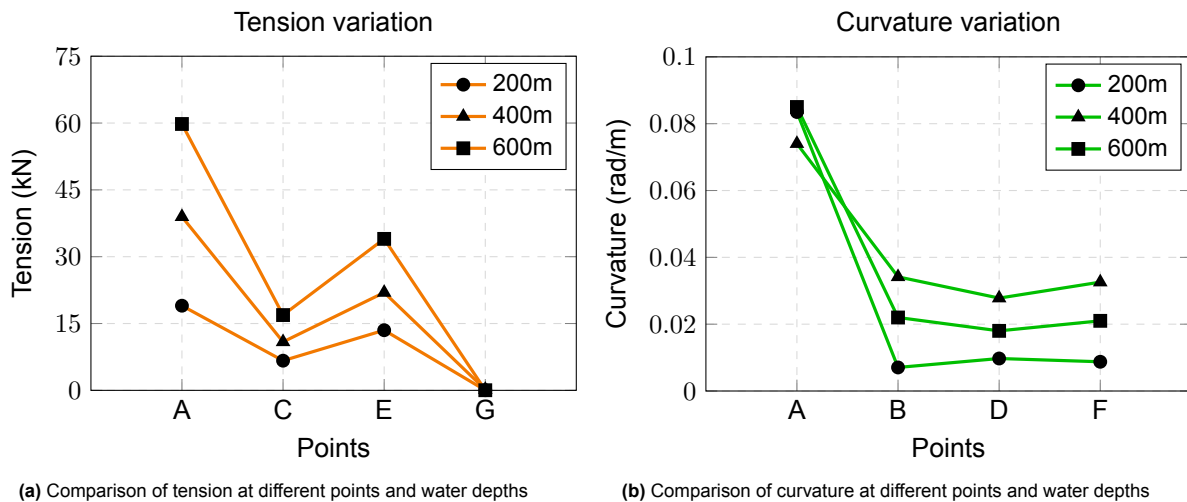 Tension variation
75
60
45
30
15
0
Tension (kN)
A C E G
Points
200m
400m
600m
(a) Comparison of tension at different points and water depths
Curvature variation
0.1
0.08
0.06
0.04
0.02
0
Curvature (rad/m)
A B D F
Points
200m
400m
600m
(b) Comparison of curvature at different points and water depths